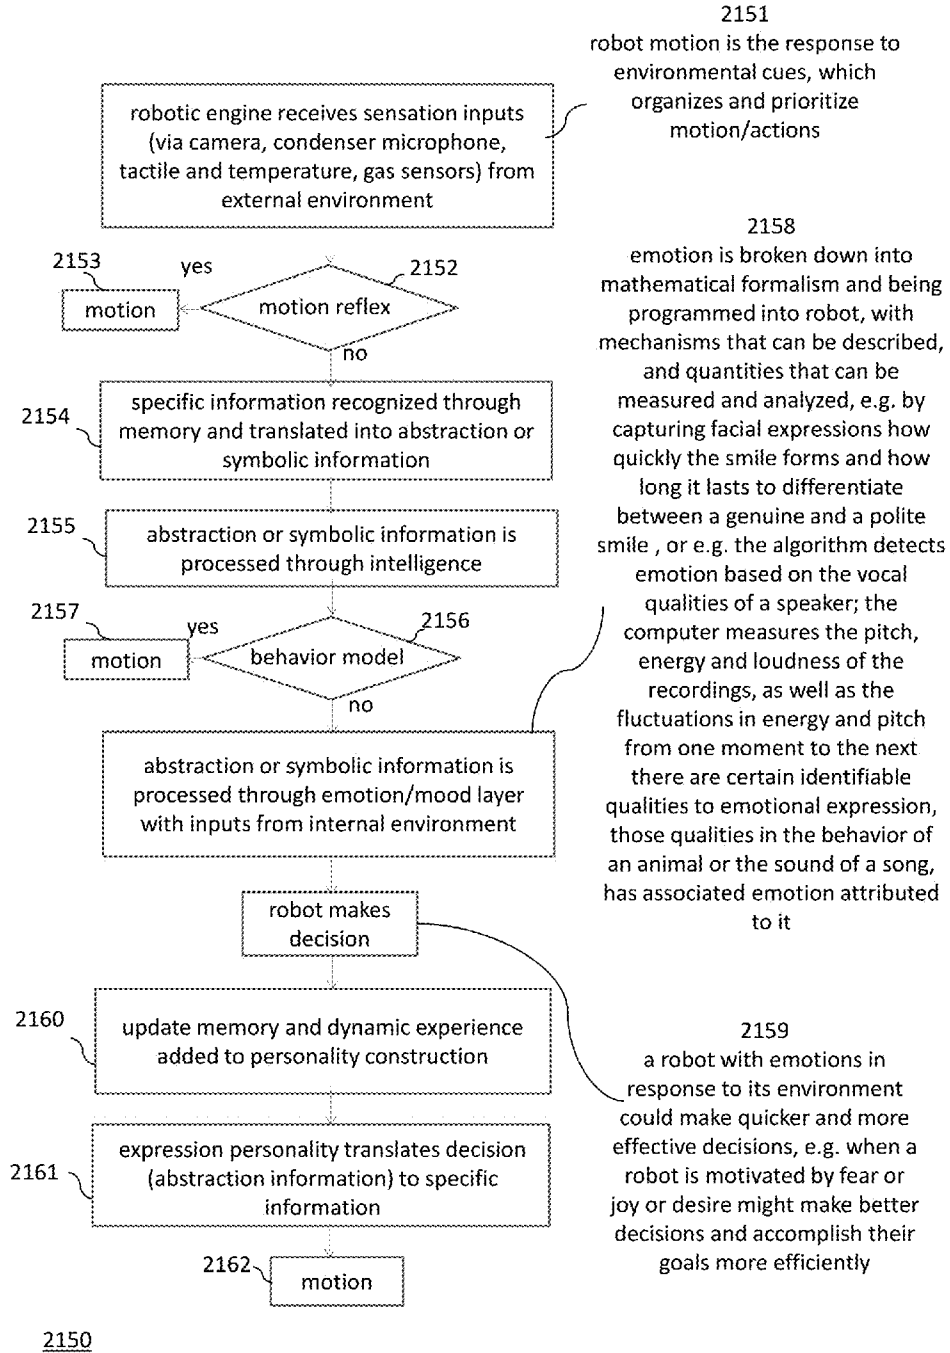 2151
robot motion is the response to
environmental cues, which
organizes and prioritize
motion/actions
robotic engine receives sensation inputs
(via camera, condenser microphone,
tactile and temperature, gas sensors) from
external environment
2153
yes
2152
motion
motion reflex
no
2154
specific information recognized through
memory and translated into abstraction or
symbolic information
2155
abstraction or symbolic information is
processed through intelligence
2157
yes
2156
motion
behavior model
no
abstraction or symbolic information is
processed through emotion/mood layer
with inputs from internal environment
2158
emotion is broken down into
mathematical formalism and being
programmed into robot, with
mechanisms that can be described,
and quantities that can be
measured and analyzed, e.g. by
capturing facial expressions how
quickly the smile forms and how
long it lasts to differentiate
between a genuine and a polite
smile , or e.g. the algorithm detects
emotion based on the vocal
qualities of a speaker; the
computer measures the pitch,
energy and loudness of the
recordings, as well as the
fluctuations in energy and pitch
from one moment to the next
there are certain identifiable
qualities to emotional expression,
those qualities in the behavior of
an animal or the sound of a song,
has associated emotion attributed
to it
robot makes
decision
2160
update memory and dynamic experience
added to personality construction
2159
a robot with emotions in
response to its environment
could make quicker and more
effective decisions, e.g. when a
robot is motivated by fear or
joy or desire might make better
decisions and accomplish their
goals more efficiently
2161
expression personality translates decision
(abstraction information) to specific
information
2162
motion
2150